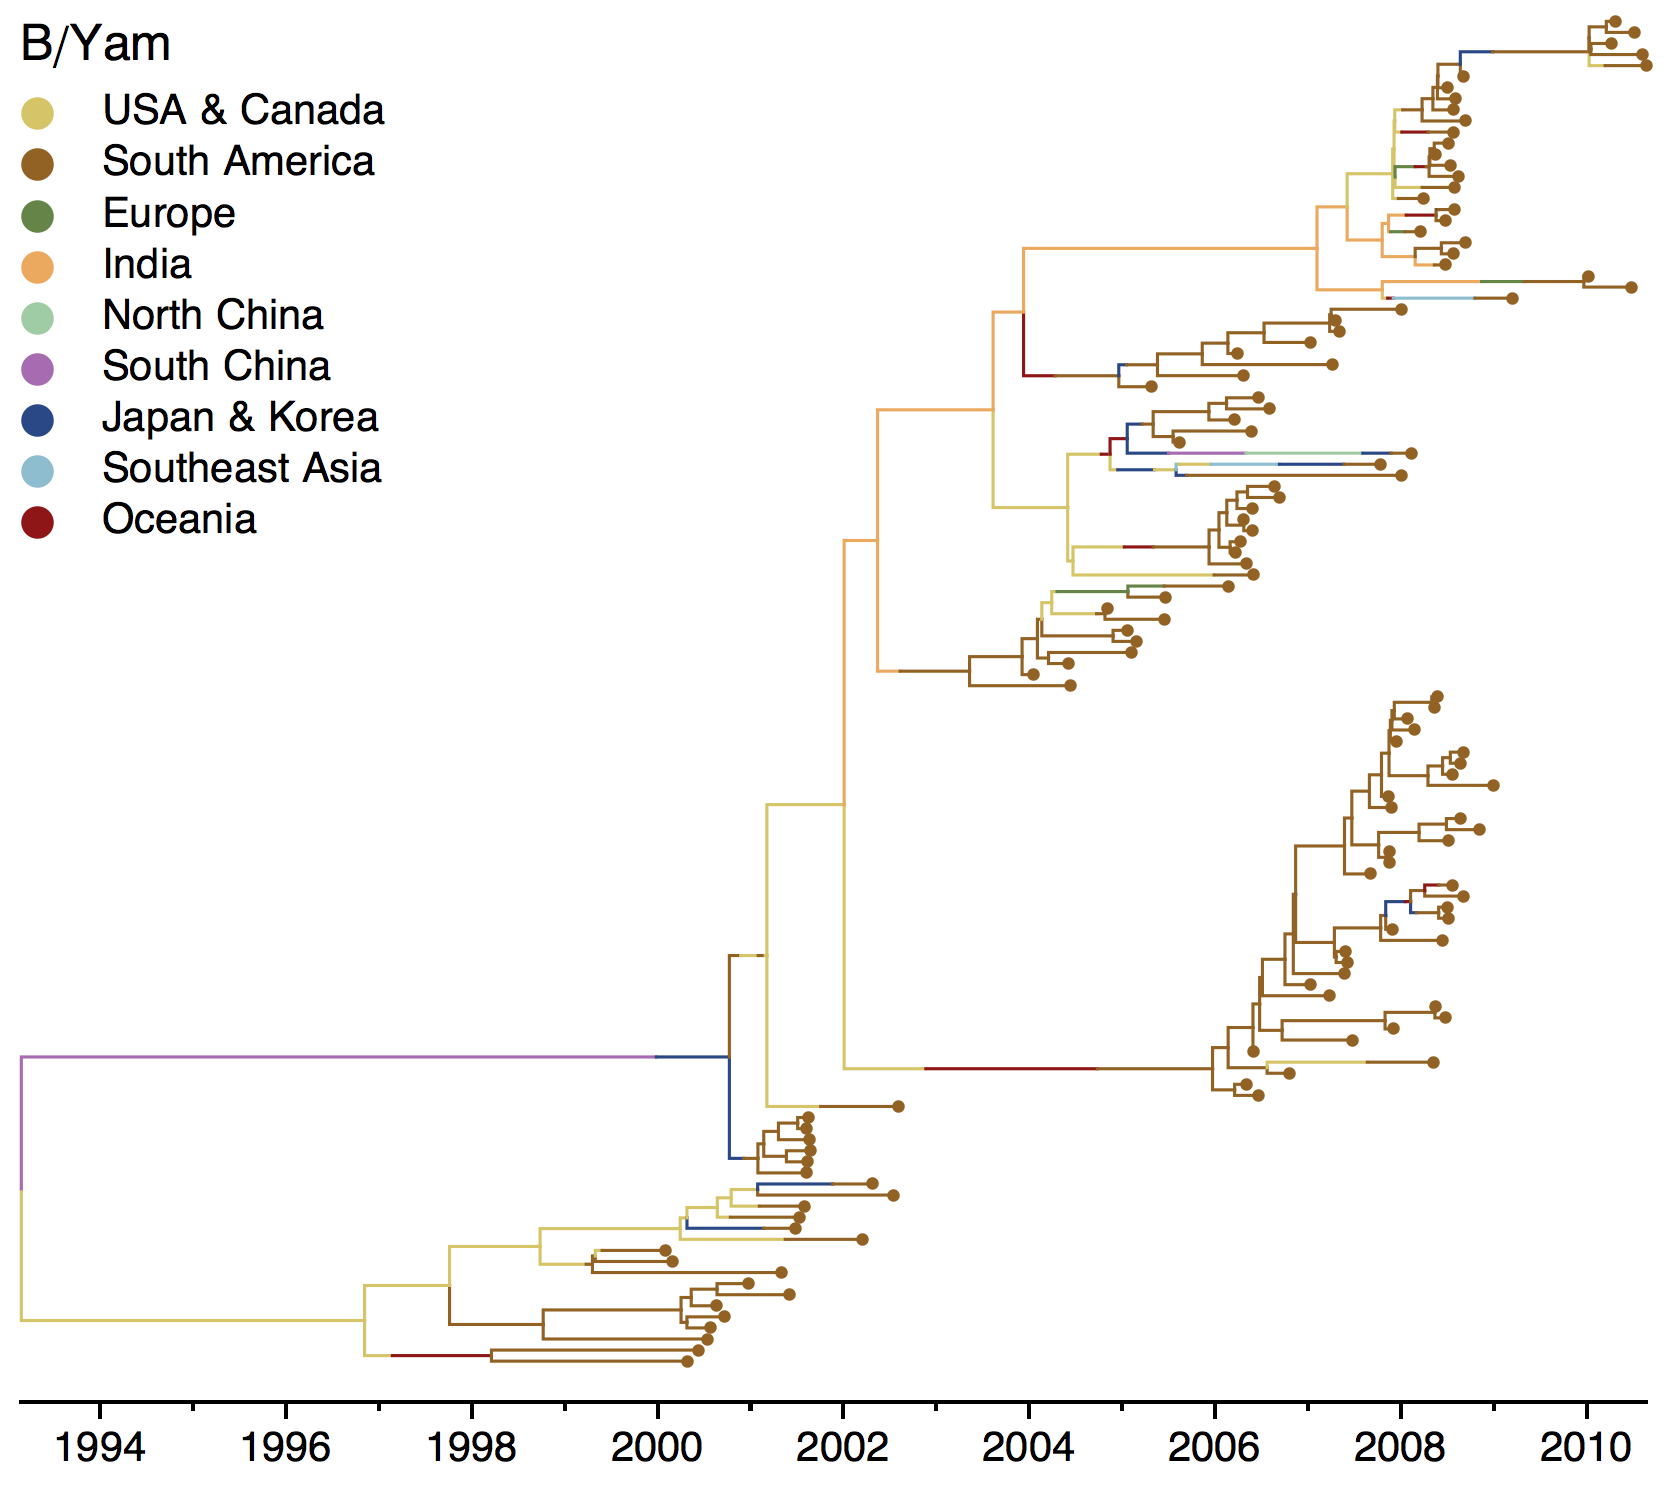 B/Yam
USA & Canada
South America
Europe
India
North China
South China
Japan & Korea
Southeast Asia
Oceania
1994 1996 1998 2000 2002 2004 2006 2008 2010